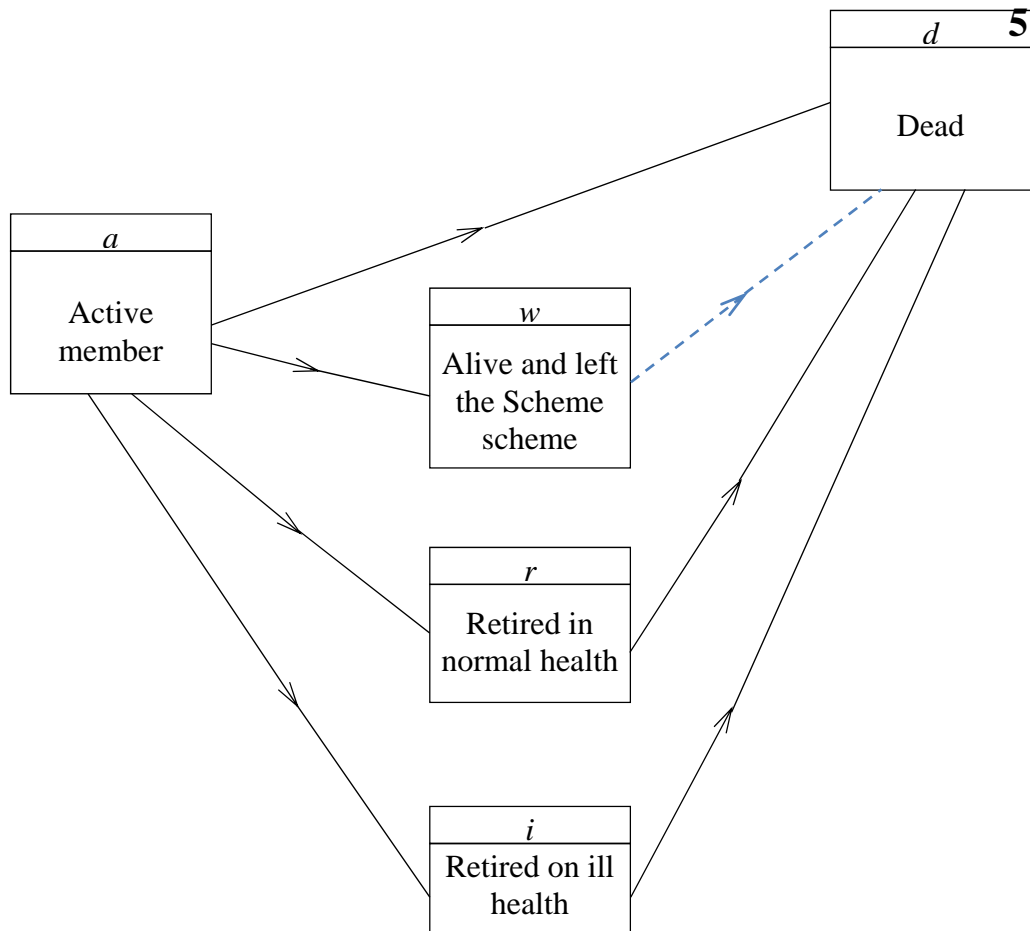 5
d
Dead
a
Active
member
w
Alive and left
the Scheme
scheme
r
Retired in
normal health
i
Retired on ill
health